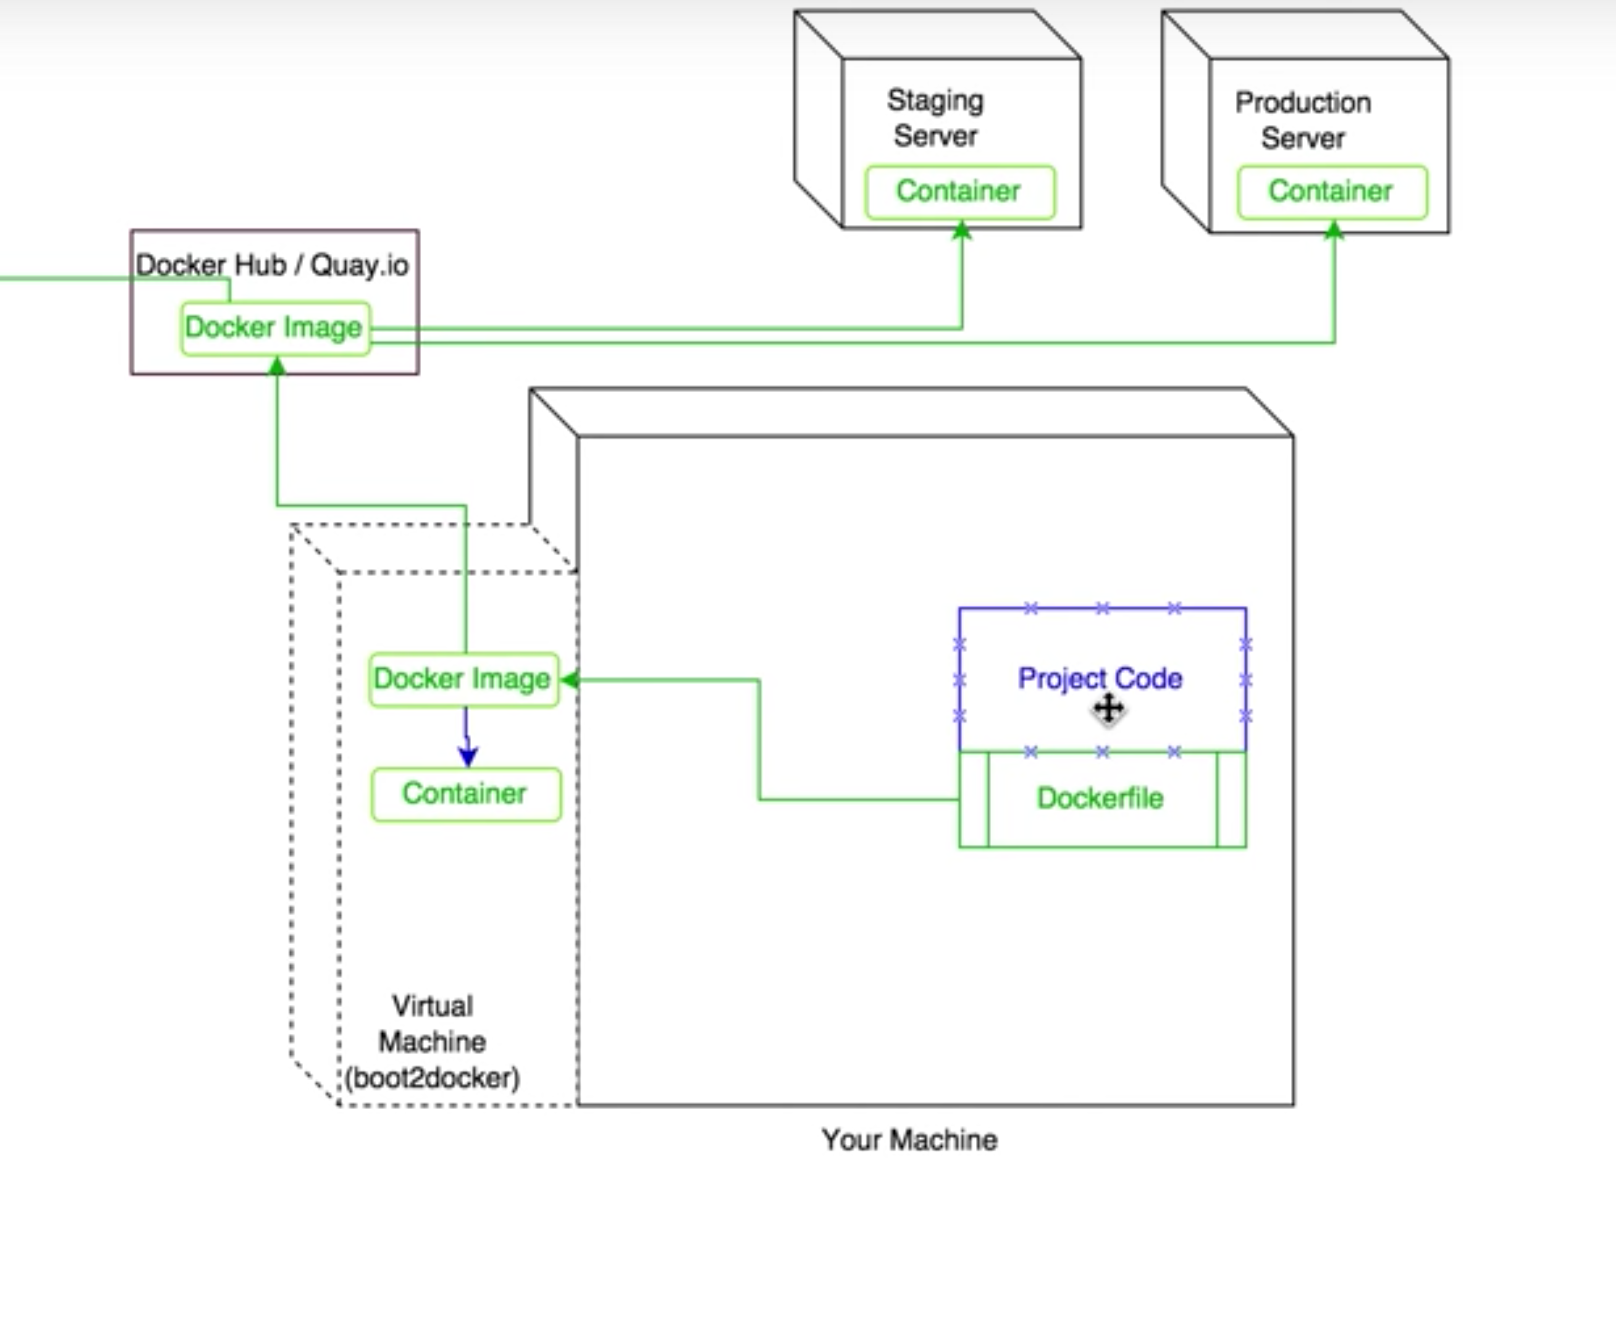 Staging
Server
Container
Production
Server
Container
Docker Hub / Quay.io
Docker Image
Docker Image
Container
Virtual
Machine
(boot2docker)
Project Code
Dockerfile
Your Machine